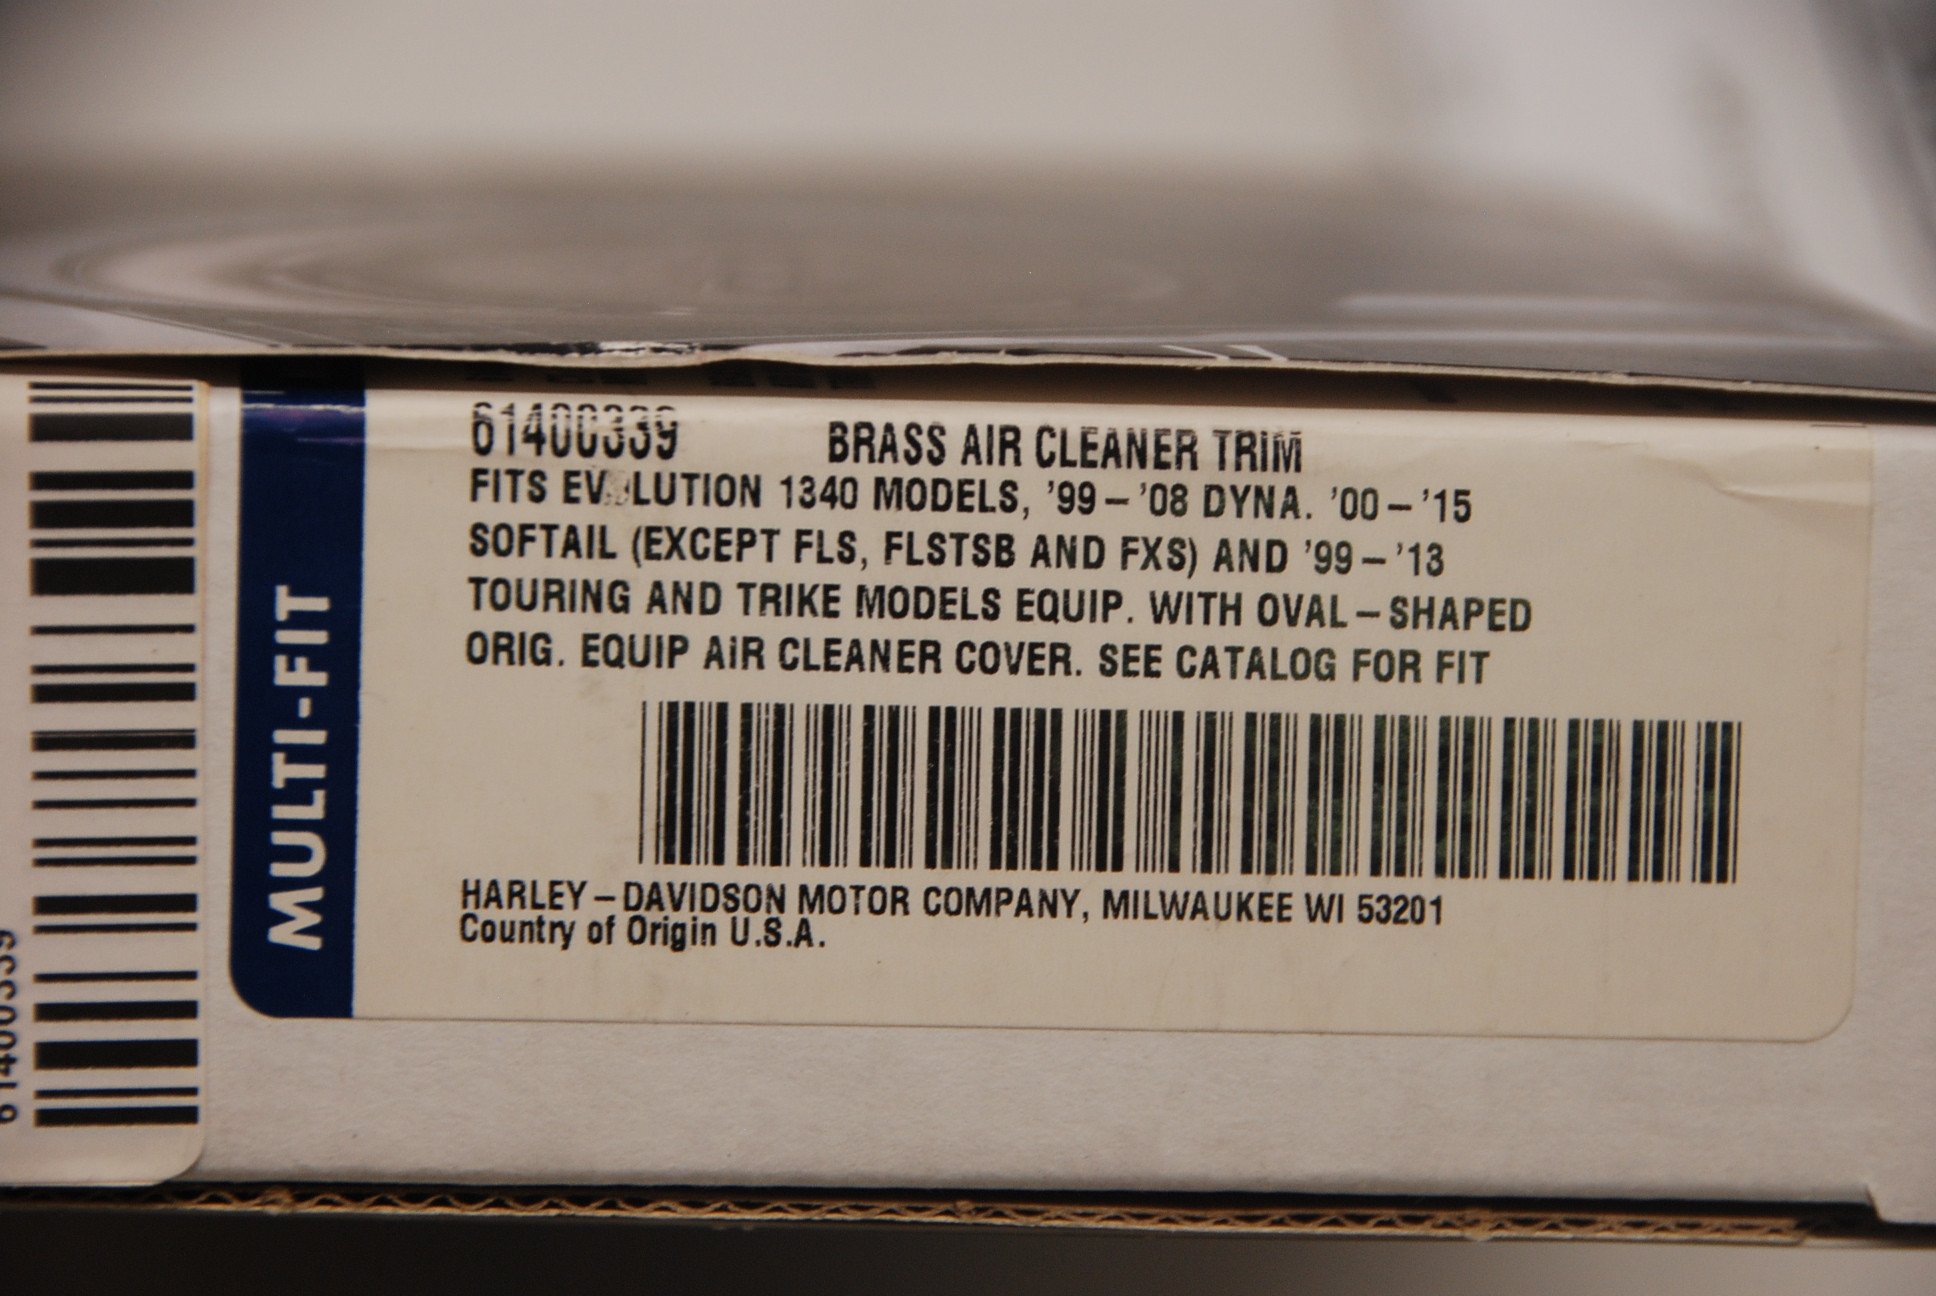 61400339 BRASS AIR CLEANER TRIM
FITS EVOLUTION 1340 MODELS, '99-'08 DYNA. '00-'15
SOFTAIL (EXCEPT FLS, FLSTSB AND FXS) AND '99-'13
TOURING AND TRIKE MODELS EQUIP. WITH OVAL-SHAPED
ORIG. EQUIP AIR CLEANER COVER. SEE CATALOG FOR FIT
HARLEY-DAVIDSON MOTOR COMPANY, MILWAUKEE WI 53201
Country of Origin U.S.A.
MULTI-FIT
61400339